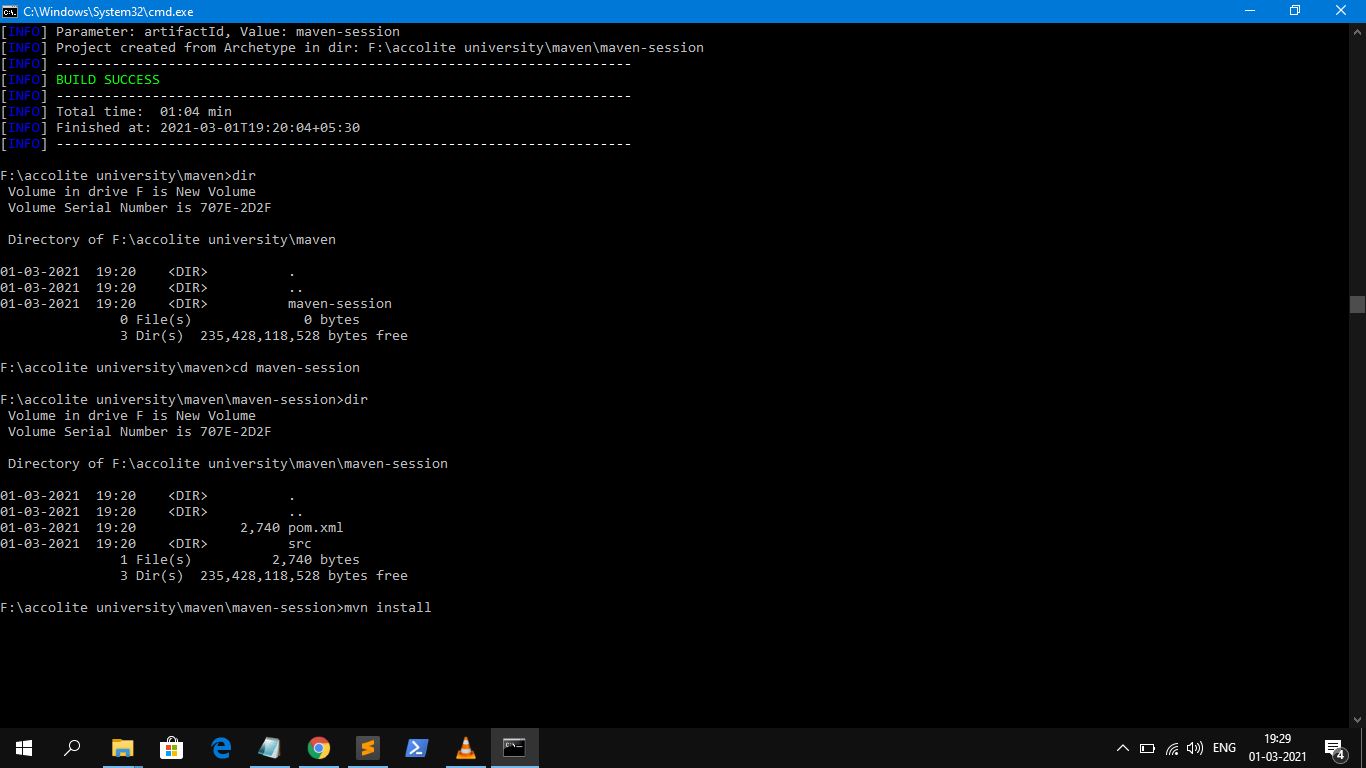 C:\Windows\System32\cmd.exe
[INFO] Parameter: artifactId, Value: maven-session
[INFO] Project created from Archetype in dir: F:\accolite university\maven\maven-session
[INFO] ------------------------------------------------------------------------
[INFO] BUILD SUCCESS
[INFO] ------------------------------------------------------------------------
[INFO] Total time:  01:04 min
[INFO] Finished at: 2021-03-01T19:20:04+05:30
[INFO] ------------------------------------------------------------------------
F:\accolite university\maven>dir
 Volume in drive F is New Volume
 Volume Serial Number is 707E-2D2F
 Directory of F:\accolite university\maven
01-03-2021  19:20    <DIR>          .
01-03-2021  19:20    <DIR>          ..
01-03-2021  19:20    <DIR>          maven-session
               0 File(s)              0 bytes
               3 Dir(s)  235,428,118,528 bytes free
F:\accolite university\maven>cd maven-session
F:\accolite university\maven\maven-session>dir
 Volume in drive F is New Volume
 Volume Serial Number is 707E-2D2F
 Directory of F:\accolite university\maven\maven-session
01-03-2021  19:20    <DIR>          .
01-03-2021  19:20    <DIR>          ..
01-03-2021  19:20             2,740 pom.xml
01-03-2021  19:20    <DIR>          src
               1 File(s)          2,740 bytes
               3 Dir(s)  235,428,118,528 bytes free
F:\accolite university\maven\maven-session>mvn install
ENG
19:29
01-03-2021
4